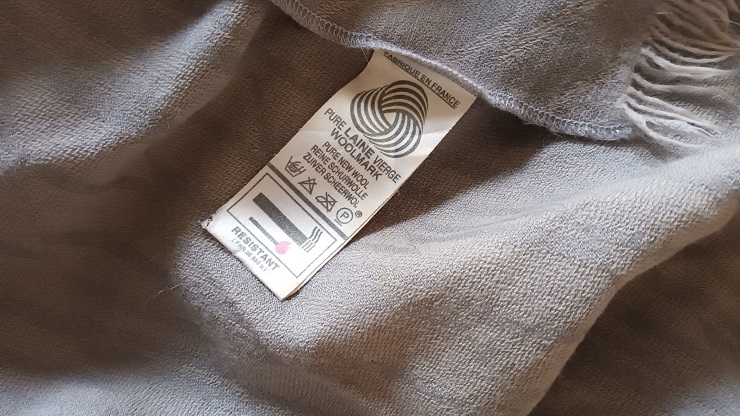 FABRIQUE EN FRANCE
PURE LAINE VIERGE
WOOLMARK
PURE NEW WOOL
REINE SCHURWOLLE
ZUIVER SCHEERWOL
P ®
RESISTANT